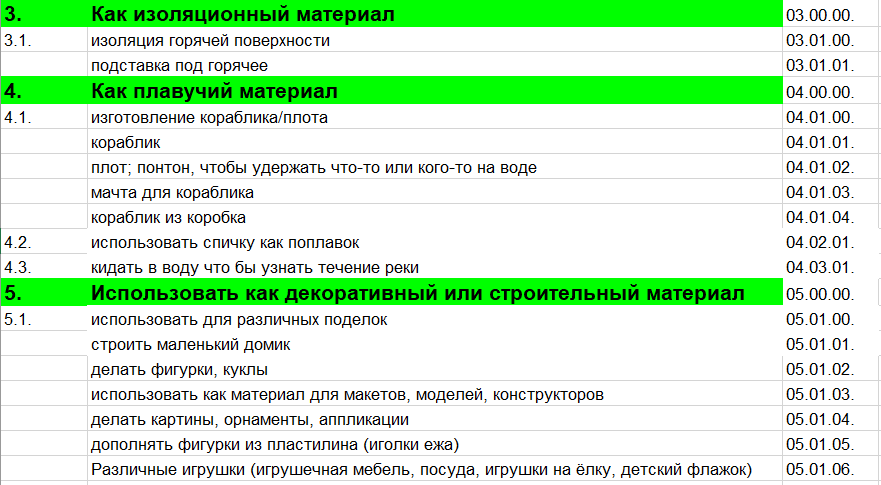 3. Как изоляционный материал 03.00.00.
3.1. изоляция горячей поверхности 03.01.00.
подставка под горячее 03.01.01.
4. Как плавучий материал 04.00.00.
4.1. изготовление кораблика/плота 04.01.00.
кораблик 04.01.01.
плот; понтон, чтобы удержать что-то или кого-то на воде 04.01.02.
мачта для кораблика 04.01.03.
кораблик из коробка 04.01.04.
4.2. использовать спичку как поплавок 04.02.01.
4.3. кидать в воду что бы узнать течение реки 04.03.01.
5. Использовать как декоративный или строительный материал 05.00.00.
5.1. использовать для различных поделок 05.01.00.
строить маленький домик 05.01.01.
делать фигурки, куклы 05.01.02.
использовать как материал для макетов, моделей, конструкторов 05.01.03.
делать картины, орнаменты, аппликации 05.01.04.
дополнять фигурки из пластилина (иголки ежа) 05.01.05.
Различные игрушки (игрушечная мебель, посуда, игрушки на ёлку, детский флажок) 05.01.06.